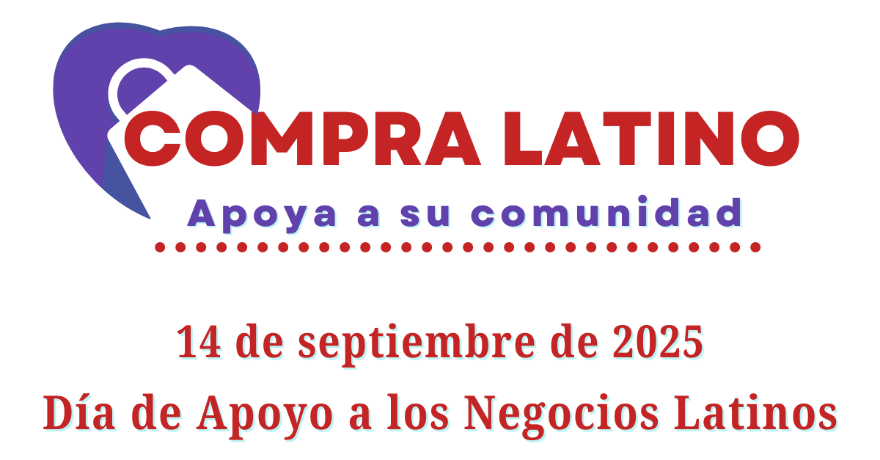 COMPRA LATINO
Apoya a su comunidad
14 de septiembre de 2025
Día de Apoyo a los Negocios Latinos